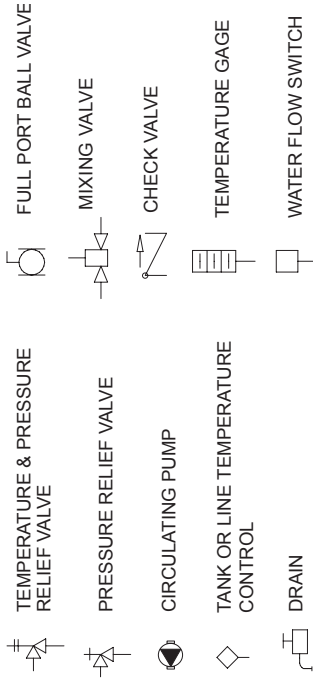 TEMPERATURE & PRESSURE
RELIEF VALVE
PRESSURE RELIEF VALVE
CIRCULATING PUMP
TANK OR LINE TEMPERATURE
CONTROL
DRAIN
FULL PORT BALL VALVE
MIXING VALVE
CHECK VALVE
TEMPERATURE GAGE
WATER FLOW SWITCH